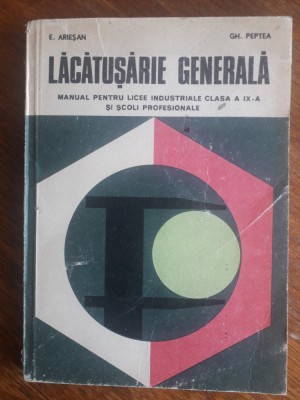 E. ARIEȘAN GH. PEPTEA
LĂCĂTUȘĂRIE GENERALĂ
MANUAL PENTRU LICEE INDUSTRIALE CLASA A IX-A
ȘI ȘCOLI PROFESIONALE